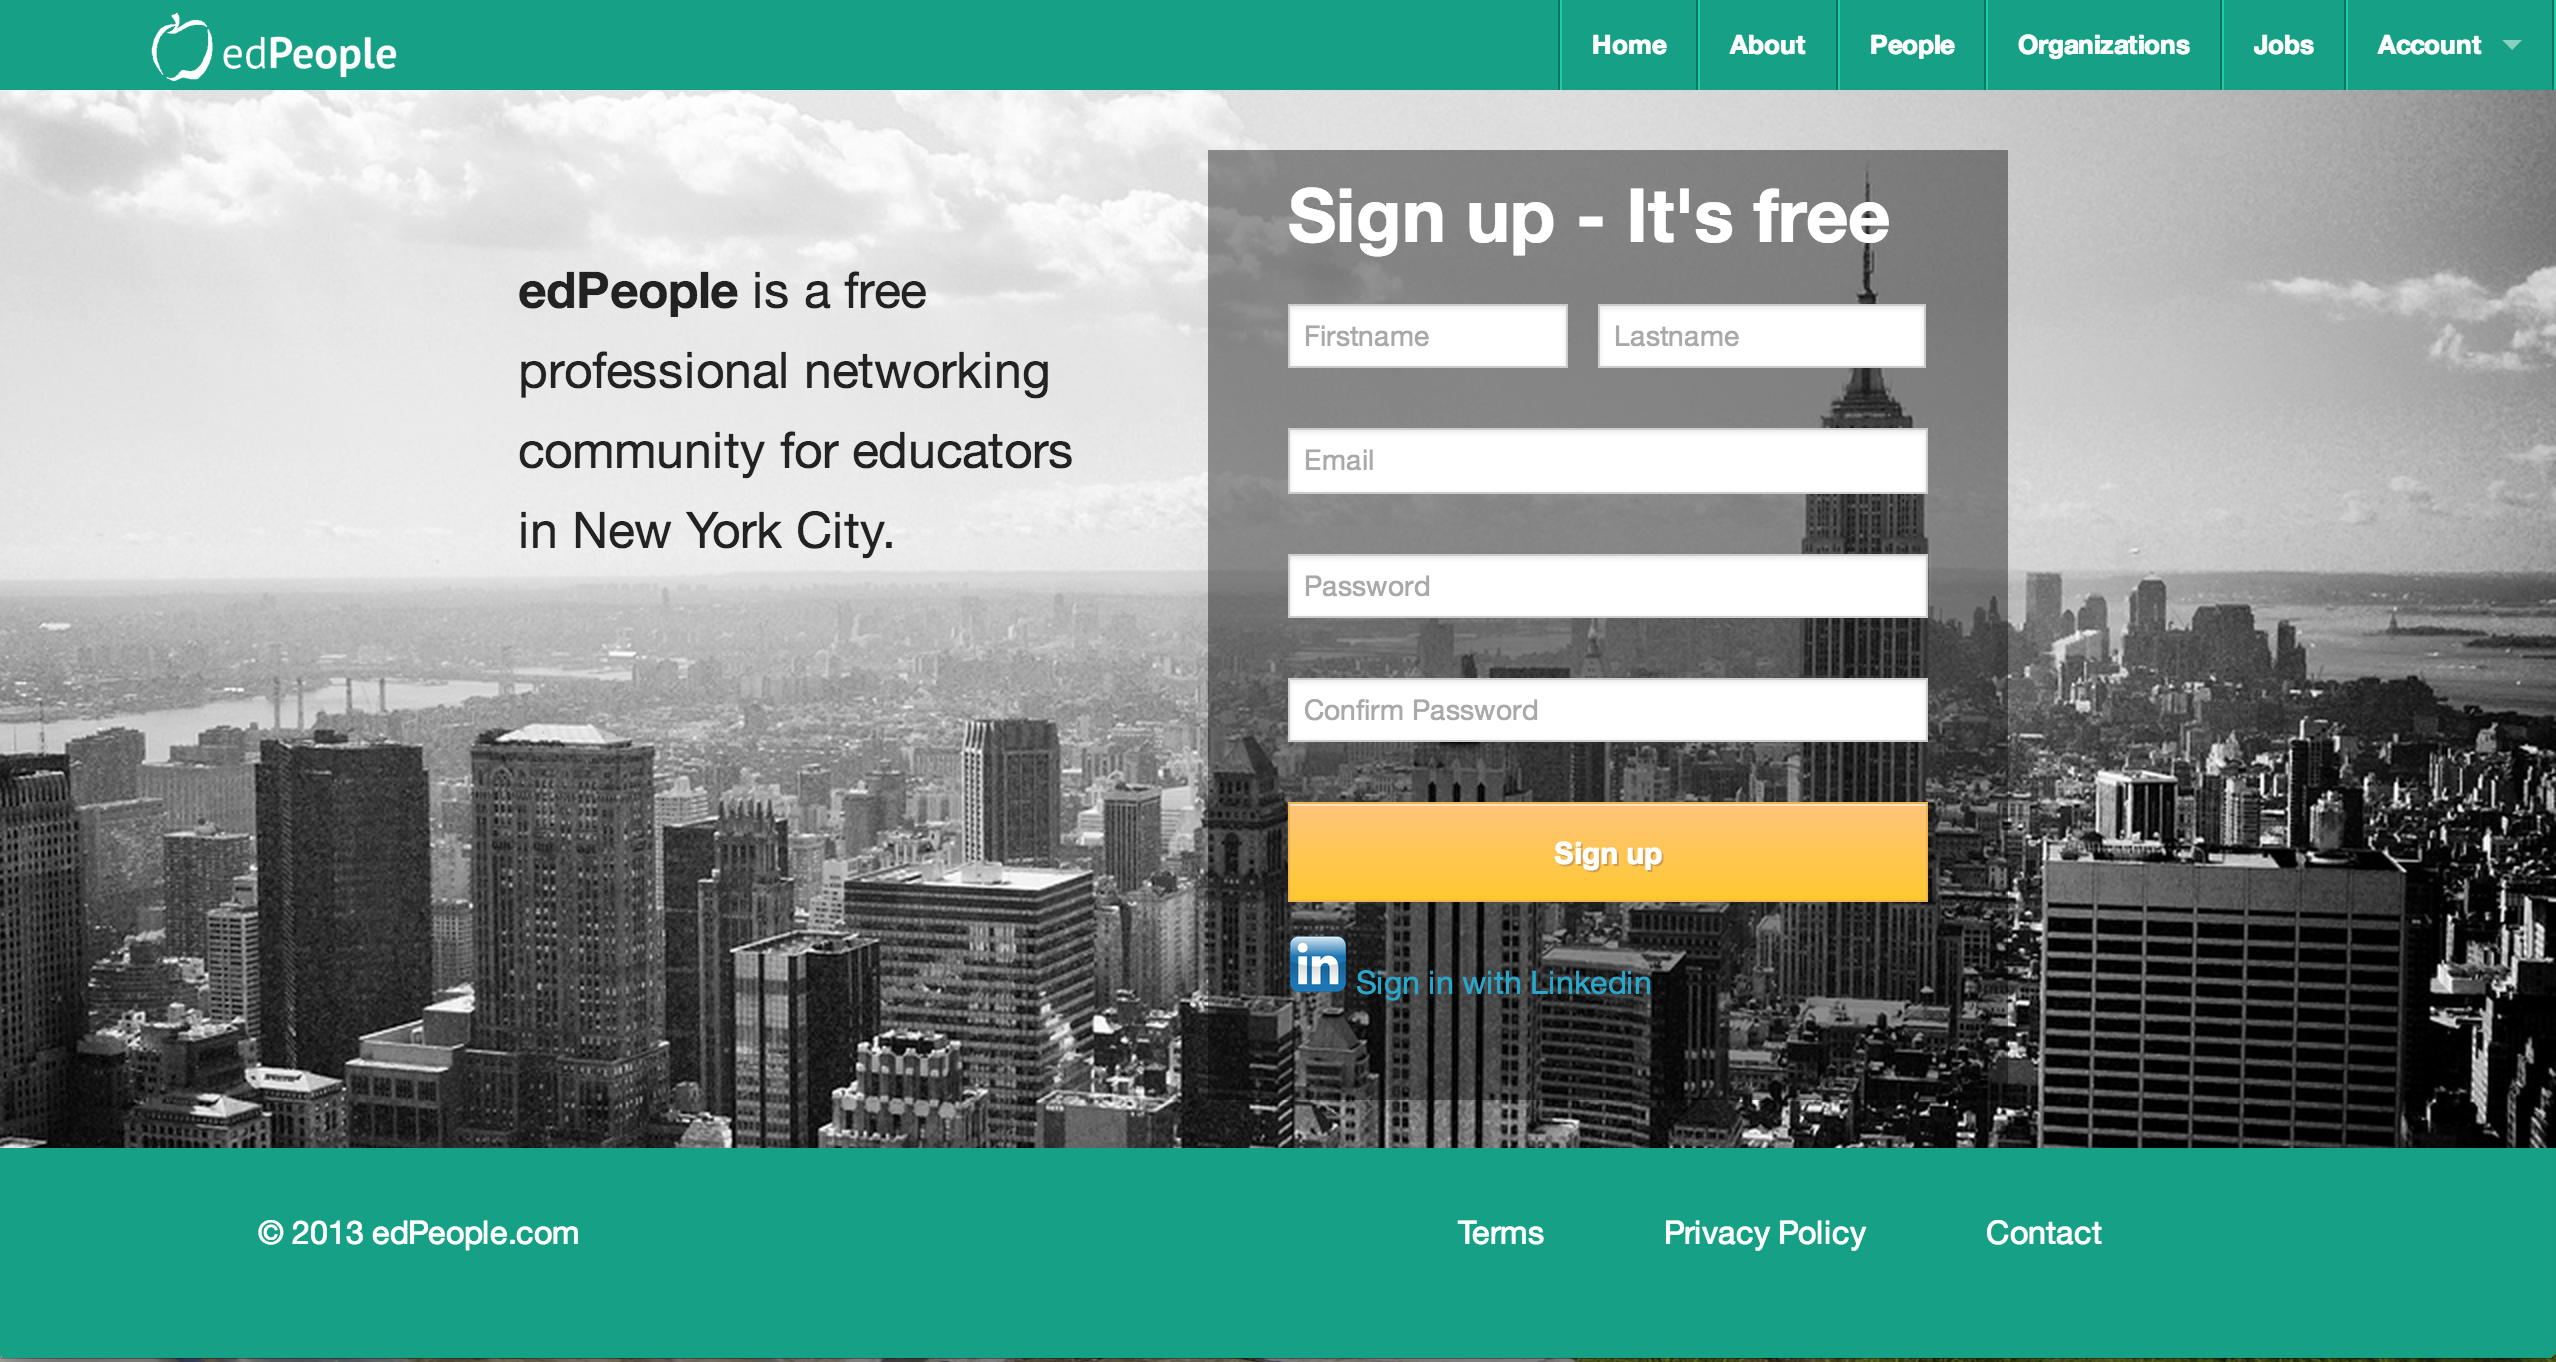 edPeople
Home About People Organizations Jobs Account
Sign up - It's free
edPeople is a free
professional networking
community for educators
in New York City.
Firstname Lastname
Email
Password
Confirm Password
Sign up
in Sign in with Linkedin
© 2013 edPeople.com Terms Privacy Policy Contact